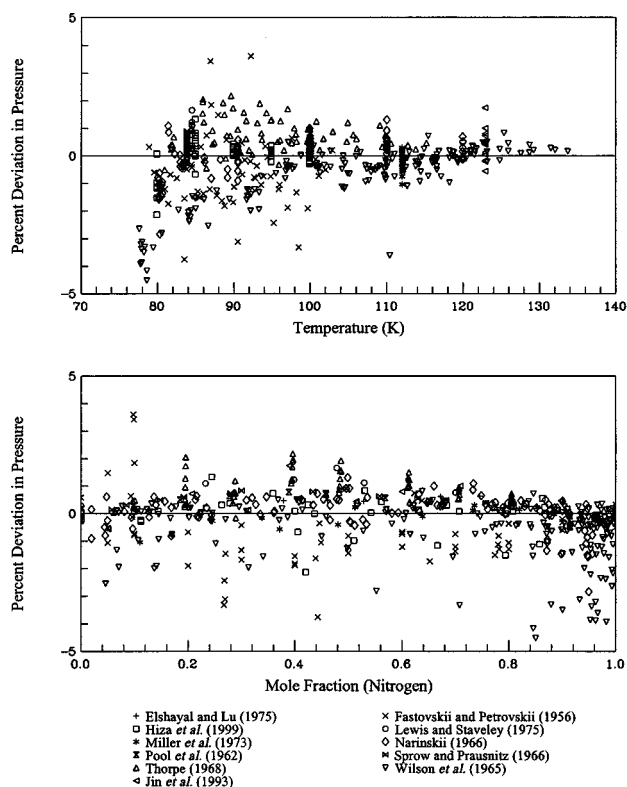 5
0
−5
Percent Deviation in Pressure
70 80 90 100 110 120 130 140
Temperature (K)
5
0
−5
Percent Deviation in Pressure
0.0 0.2 0.4 0.6 0.8 1.0
Mole Fraction (Nitrogen)
+ Elshayal and Lu (1975)
□ Hiza et al. (1999)
∗ Miller et al. (1973)
⧗ Pool et al. (1962)
△ Thorpe (1968)
◁ Jin et al. (1993)
× Fastovskii and Petrovskii (1956)
○ Lewis and Staveley (1975)
◇ Narinskii (1966)
⧗ Sprow and Prausnitz (1966)
▽ Wilson et al. (1965)